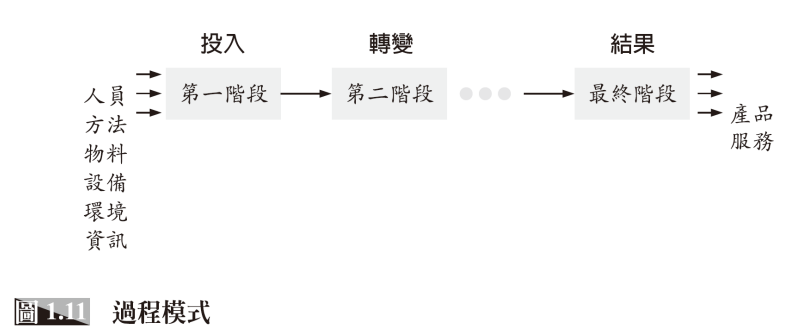 投入 轉變 結果
第一階段 第二階段 最終階段
人員
方法
物料
設備
環境
資訊
產品
服務
圖 1.11 過程模式